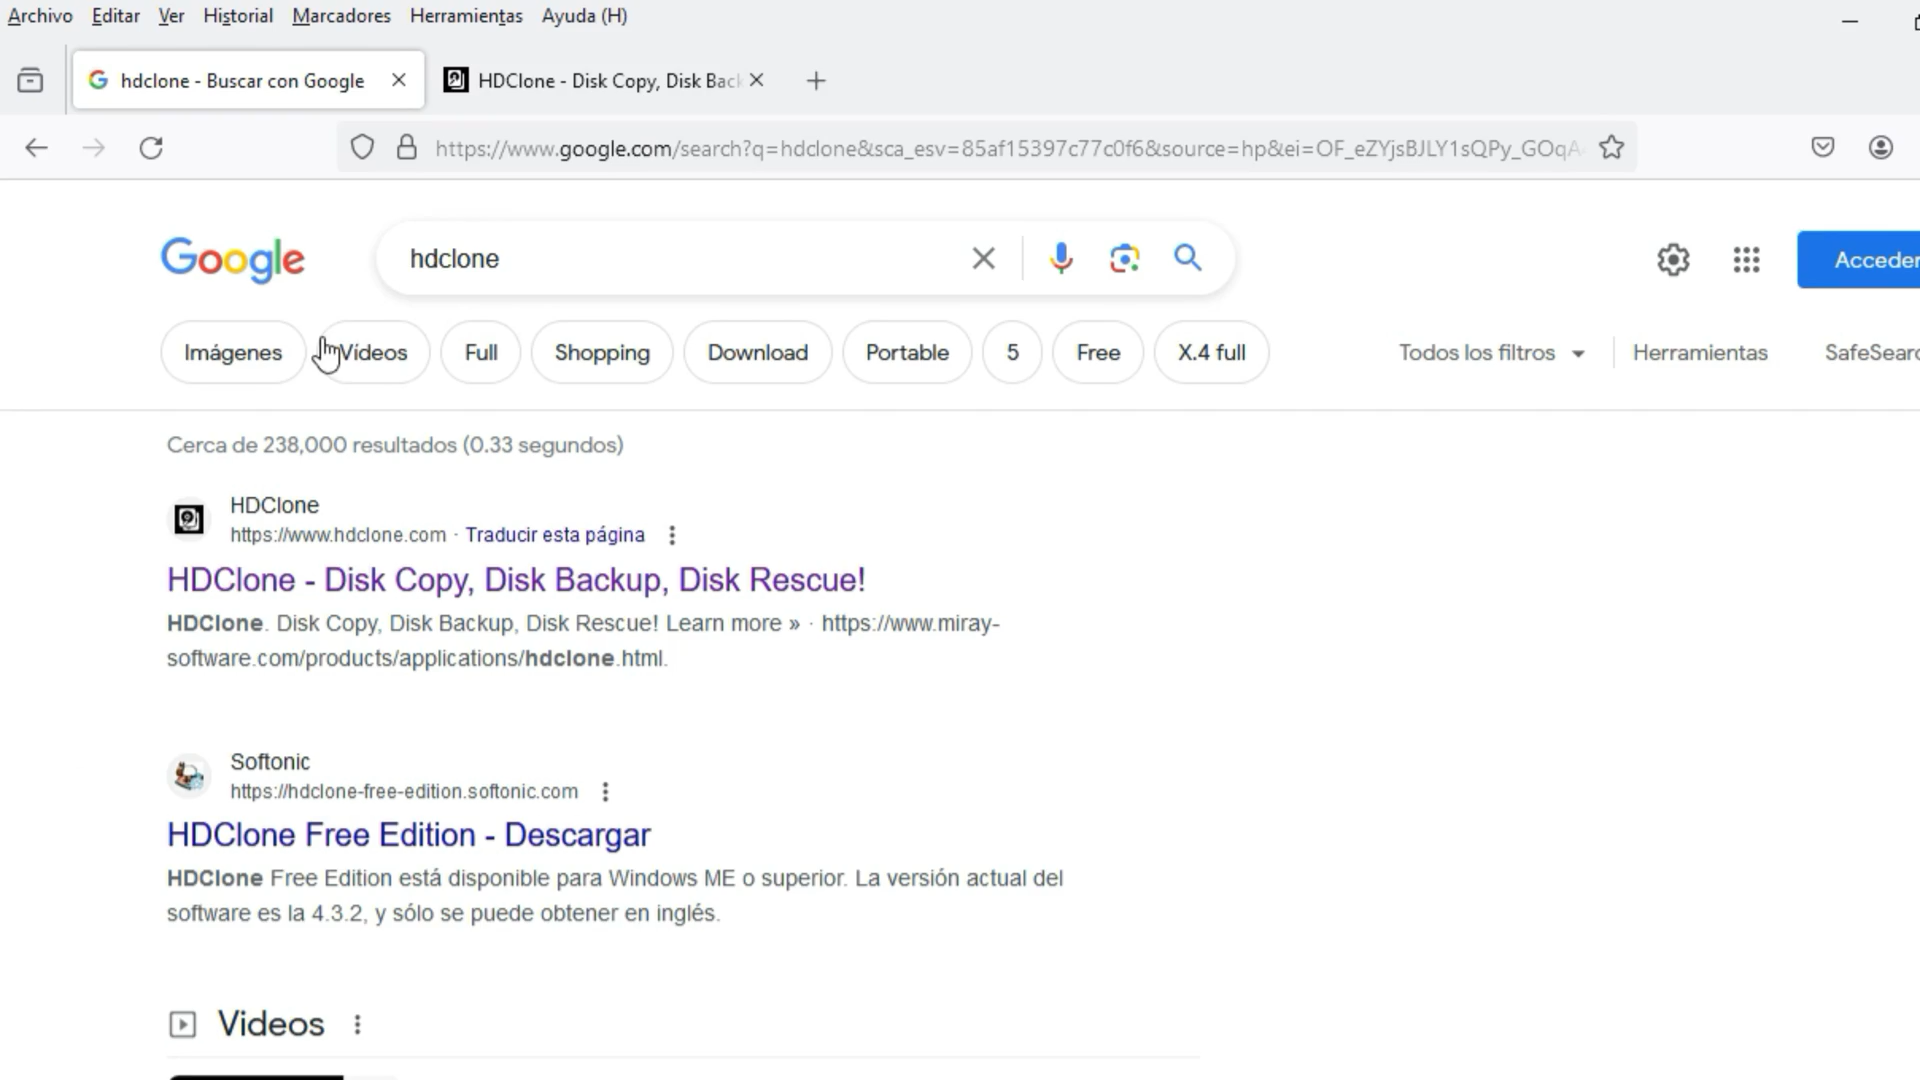 Archivo Editar Ver Historial Marcadores Herramientas Ayuda (H)
hdclone - Buscar con Google
HDClone - Disk Copy, Disk Back
https://www.google.com/search?q=hdclone&sca_esv=85af15397c77c0f6&source=hp&ei=OF_eZYjsBJLY1sQPy_GOqA
Google
hdclone
Acceder
Imágenes Vídeos Full Shopping Download Portable 5 Free X.4 full Todos los filtros Herramientas SafeSearc
Cerca de 238,000 resultados (0.33 segundos)
HDClone
https://www.hdclone.com · Traducir esta página
HDClone - Disk Copy, Disk Backup, Disk Rescue!
HDClone. Disk Copy, Disk Backup, Disk Rescue! Learn more » · https://www.miray-
software.com/products/applications/hdclone.html.
Softonic
https://hdclone-free-edition.softonic.com
HDClone Free Edition - Descargar
HDClone Free Edition está disponible para Windows ME o superior. La versión actual del
software es la 4.3.2, y sólo se puede obtener en inglés.
Videos